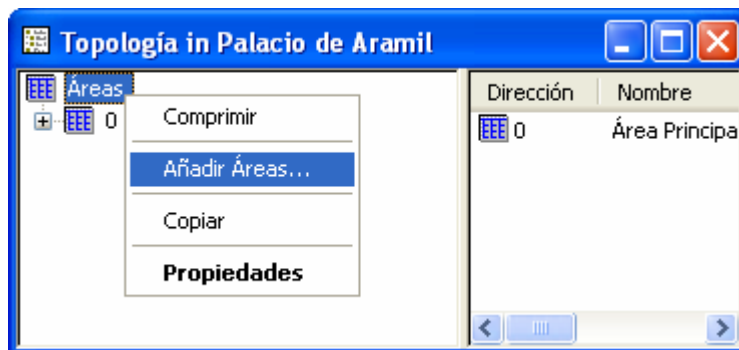 Topología in Palacio de Aramil
Áreas
0
Comprimir
Añadir Áreas...
Copiar
Propiedades
Dirección Nombre
0 Área Principa